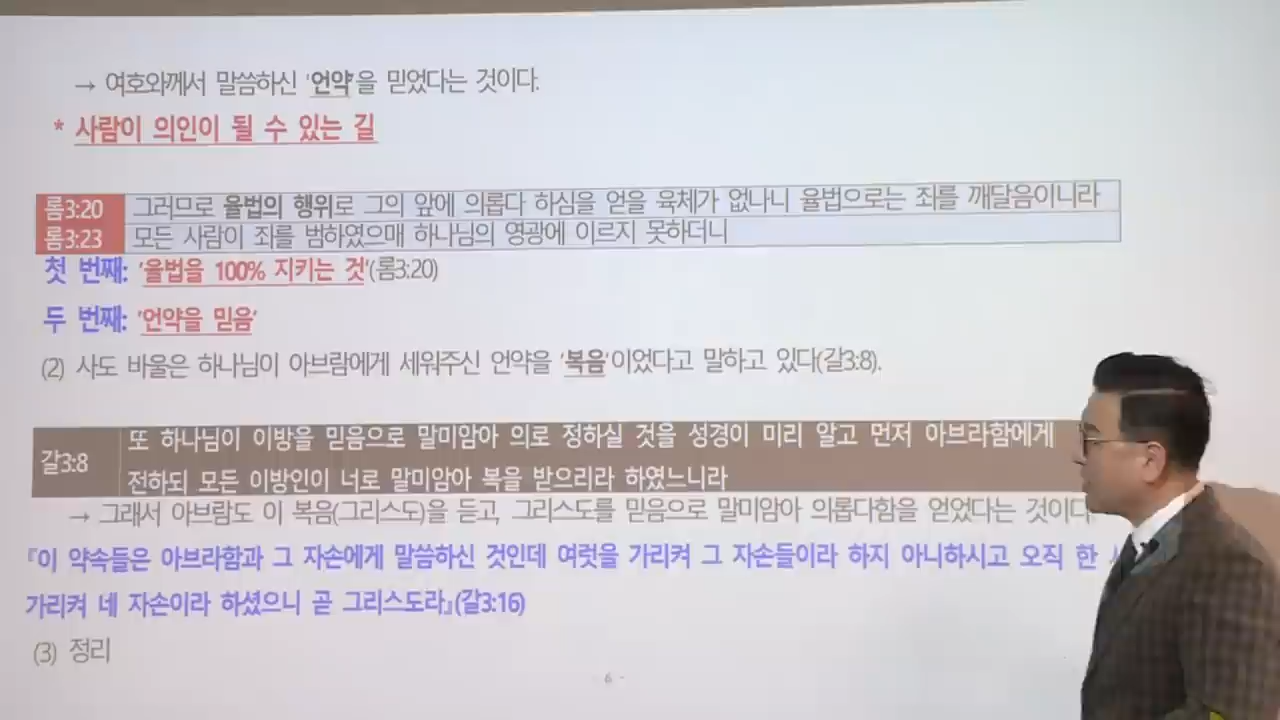 → 여호와께서 말씀하신 '언약'을 믿었다는 것이다.
* 사람이 의인이 될 수 있는 길
롬3:20 그러므로 율법의 행위로 그의 앞에 의롭다 하심을 얻을 육체가 없나니 율법으로는 죄를 깨달음이니라
롬3:23 모든 사람이 죄를 범하였으매 하나님의 영광에 이르지 못하더니
첫 번째: '율법을 100% 지키는 것'(롬3:20)
두 번째: '언약을 믿음'
(2) 사도 바울은 하나님이 아브람에게 세워주신 언약을 '복음'이었다고 말하고 있다(갈3:8).
갈3:8 또 하나님이 이방을 믿음으로 말미암아 의로 정하실 것을 성경이 미리 알고 먼저 아브라함에게
전하되 모든 이방인이 너로 말미암아 복을 받으리라 하였느니라
→ 그래서 아브람도 이 복음(그리스도)을 듣고, 그리스도를 믿음으로 말미암아 의롭다함을 얻었다는 것이다
『이 약속들은 아브라함과 그 자손에게 말씀하신 것인데 여럿을 가리켜 그 자손들이라 하지 아니하시고 오직 한
가리켜 네 자손이라 하셨으니 곧 그리스도라』(갈3:16)
(3) 정리
6 -